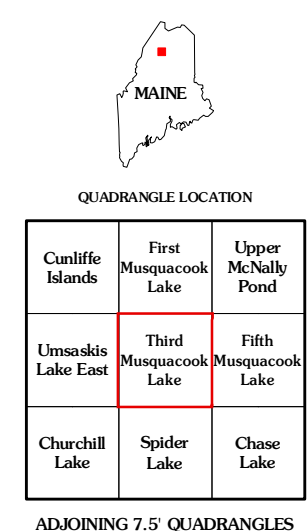 MAINE
QUADRANGLE LOCATION
Cunliffe
Islands
First
Musquacook
Lake
Upper
McNally
Pond
Umsaskis
Lake East
Third
Musquacook
Lake
Fifth
Musquacook
Lake
Churchill
Lake
Spider
Lake
Chase
Lake
ADJOINING 7.5' QUADRANGLES